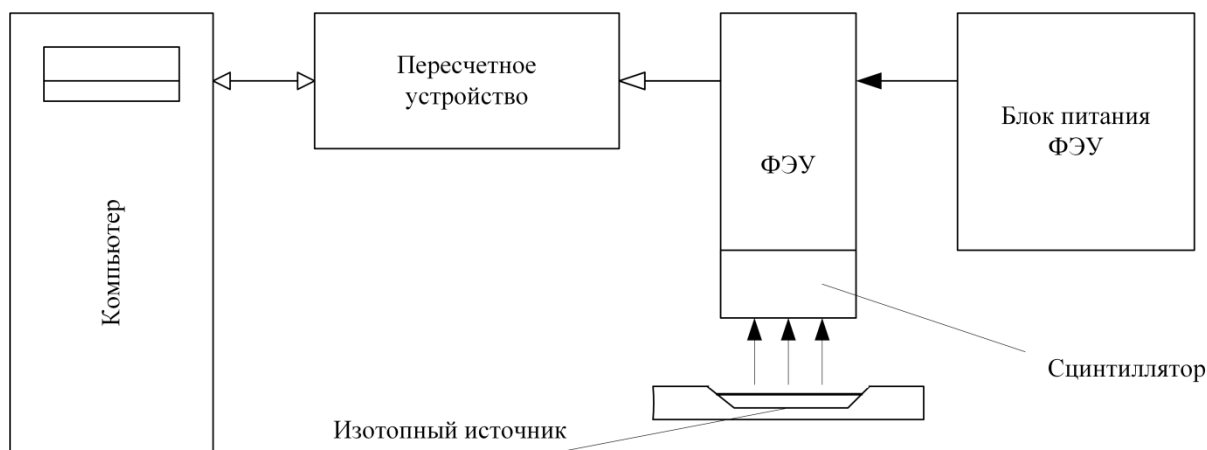 Пересчетное
устройство
Блок питания
ФЭУ
ФЭУ
Компьютер
Сцинтиллятор
Изотопный источник